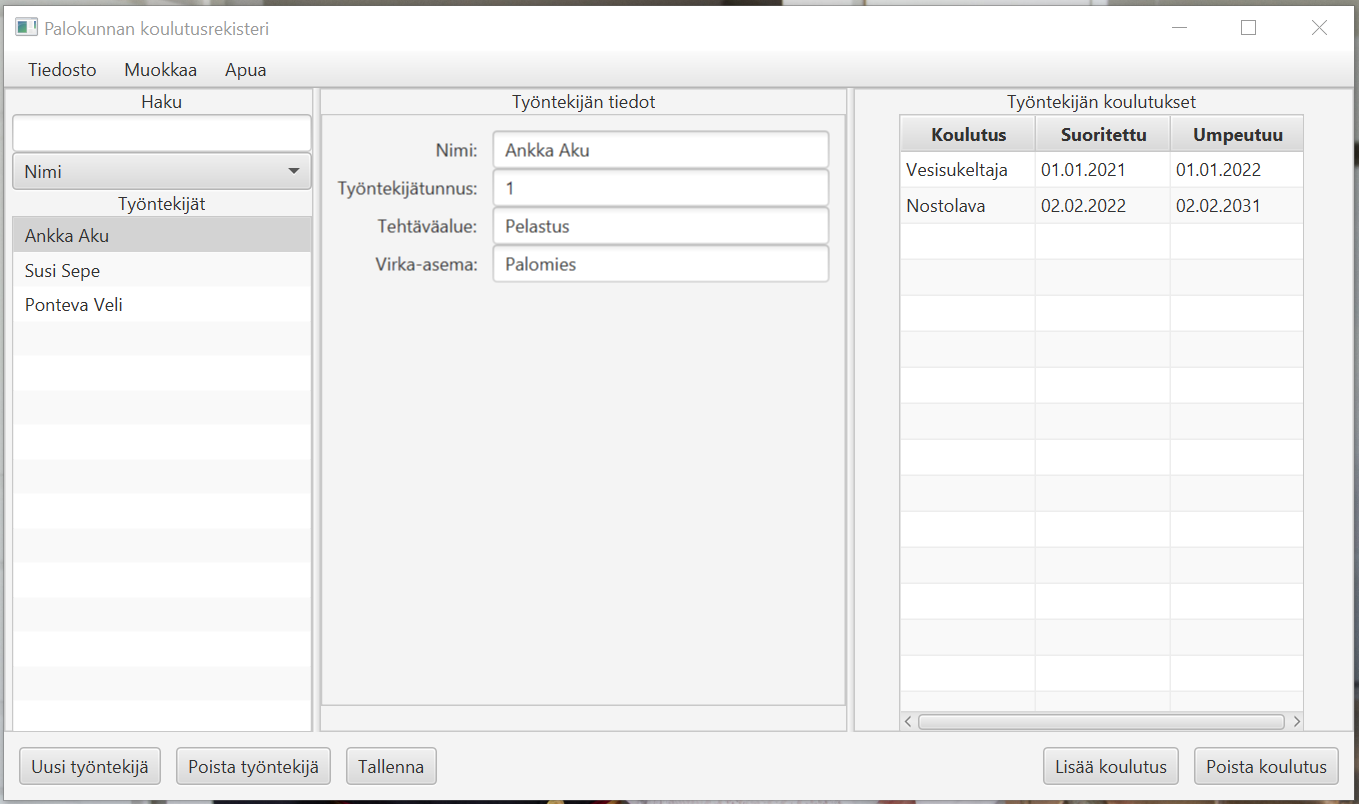 Palokunnan koulutusrekisteri
Tiedosto Muokkaa Apua
Haku
Nimi
Työntekijät
Ankka Aku
Susi Sepe
Ponteva Veli
Työntekijän tiedot
Nimi: Ankka Aku
Työntekijätunnus: 1
Tehtäväalue: Pelastus
Virka-asema: Palomies
Työntekijän koulutukset
Koulutus Suoritettu Umpeutuu
Vesisukeltaja 01.01.2021 01.01.2022
Nostolava 02.02.2022 02.02.2031
Uusi työntekijä Poista työntekijä Tallenna Lisää koulutus Poista koulutus